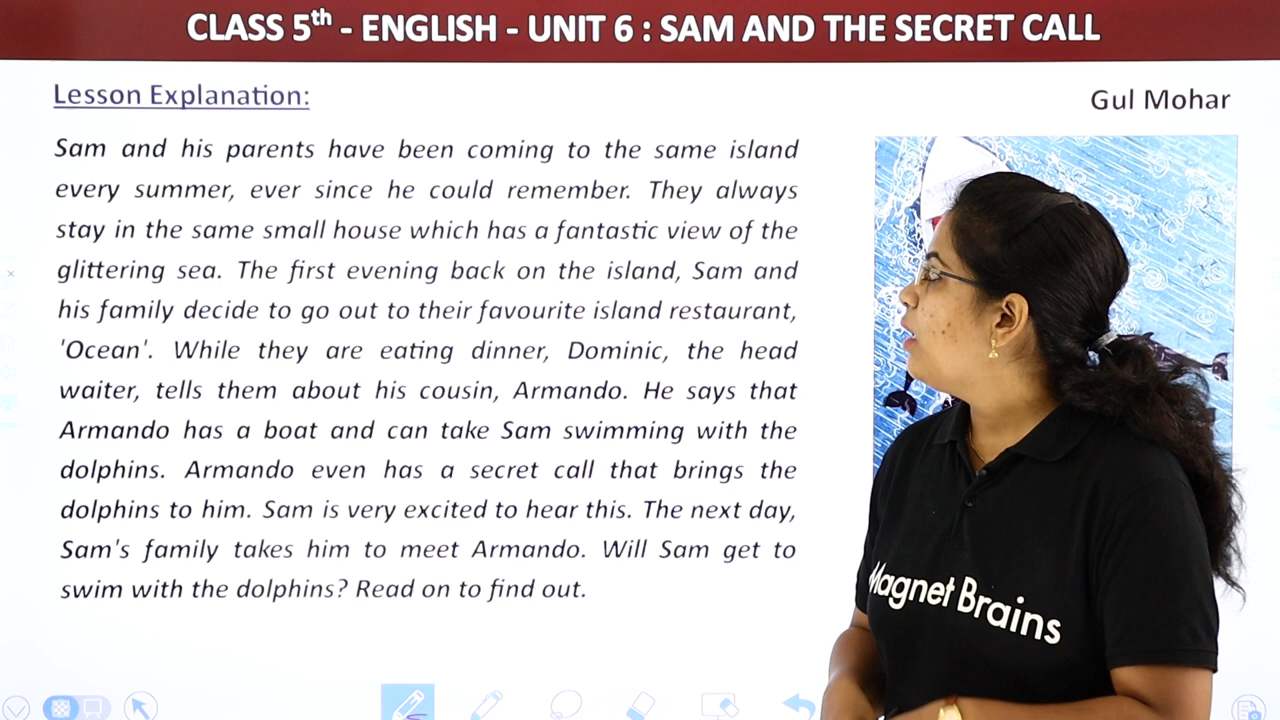 CLASS 5th - ENGLISH - UNIT 6 : SAM AND THE SECRET CALL
Lesson Explanation:
Gul Mohar
Sam and his parents have been coming to the same island
every summer, ever since he could remember. They always
stay in the same small house which has a fantastic view of the
glittering sea. The first evening back on the island, Sam and
his family decide to go out to their favourite island restaurant,
'Ocean'. While they are eating dinner, Dominic, the head
waiter, tells them about his cousin, Armando. He says that
Armando has a boat and can take Sam swimming with the
dolphins. Armando even has a secret call that brings the
dolphins to him. Sam is very excited to hear this. The next day,
Sam's family takes him to meet Armando. Will Sam get to
swim with the dolphins? Read on to find out.
Magnet Brains